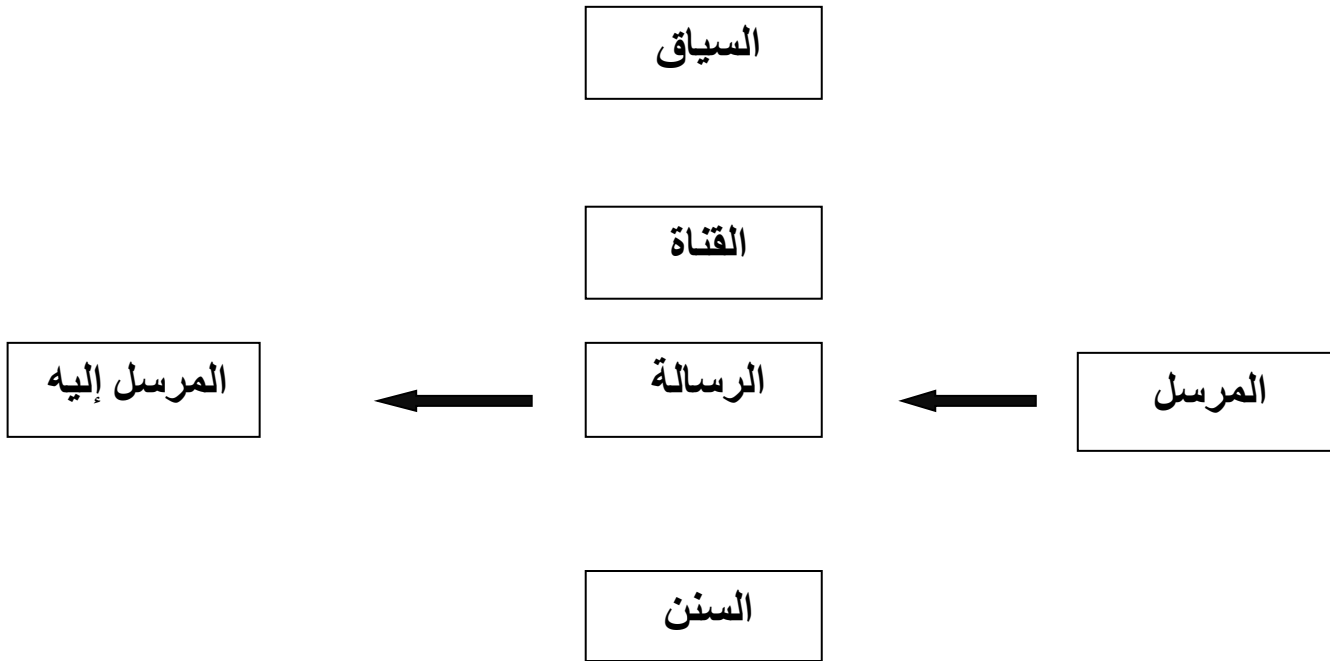 السياق
القناة
المرسل
الرسالة
المرسل إليه
السنن